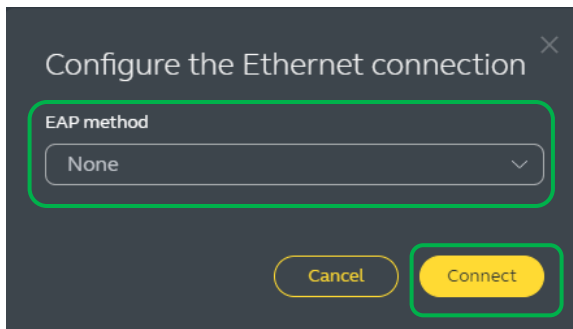 Configure the Ethernet connection
EAP method
None
Cancel
Connect